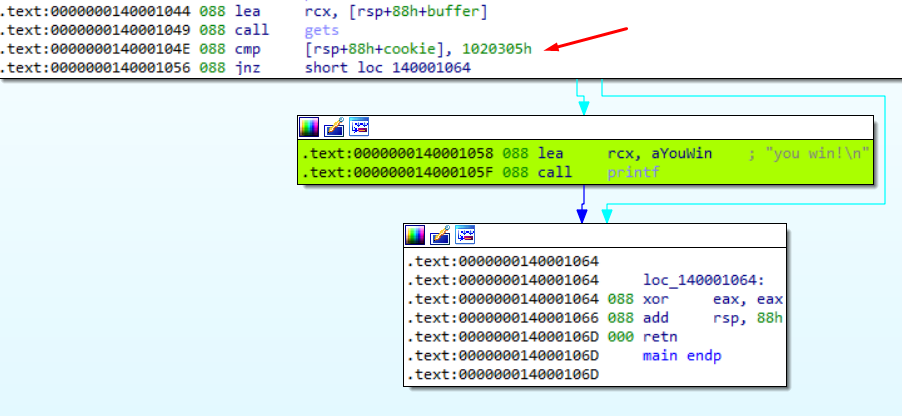 .text:0000000140001044 088 lea     rcx, [rsp+88h+buffer]
.text:0000000140001049 088 call    gets
.text:000000014000104E 088 cmp     [rsp+88h+cookie], 1020305h
.text:0000000140001056 088 jnz     short loc_140001064
.text:0000000140001058 088 lea     rcx, aYouWin   ; "you win!\n"
.text:000000014000105F 088 call    printf
.text:0000000140001064
.text:0000000140001064     loc_140001064:
.text:0000000140001064 088 xor     eax, eax
.text:0000000140001066 088 add     rsp, 88h
.text:000000014000106D 000 retn
.text:000000014000106D     main endp
.text:000000014000106D